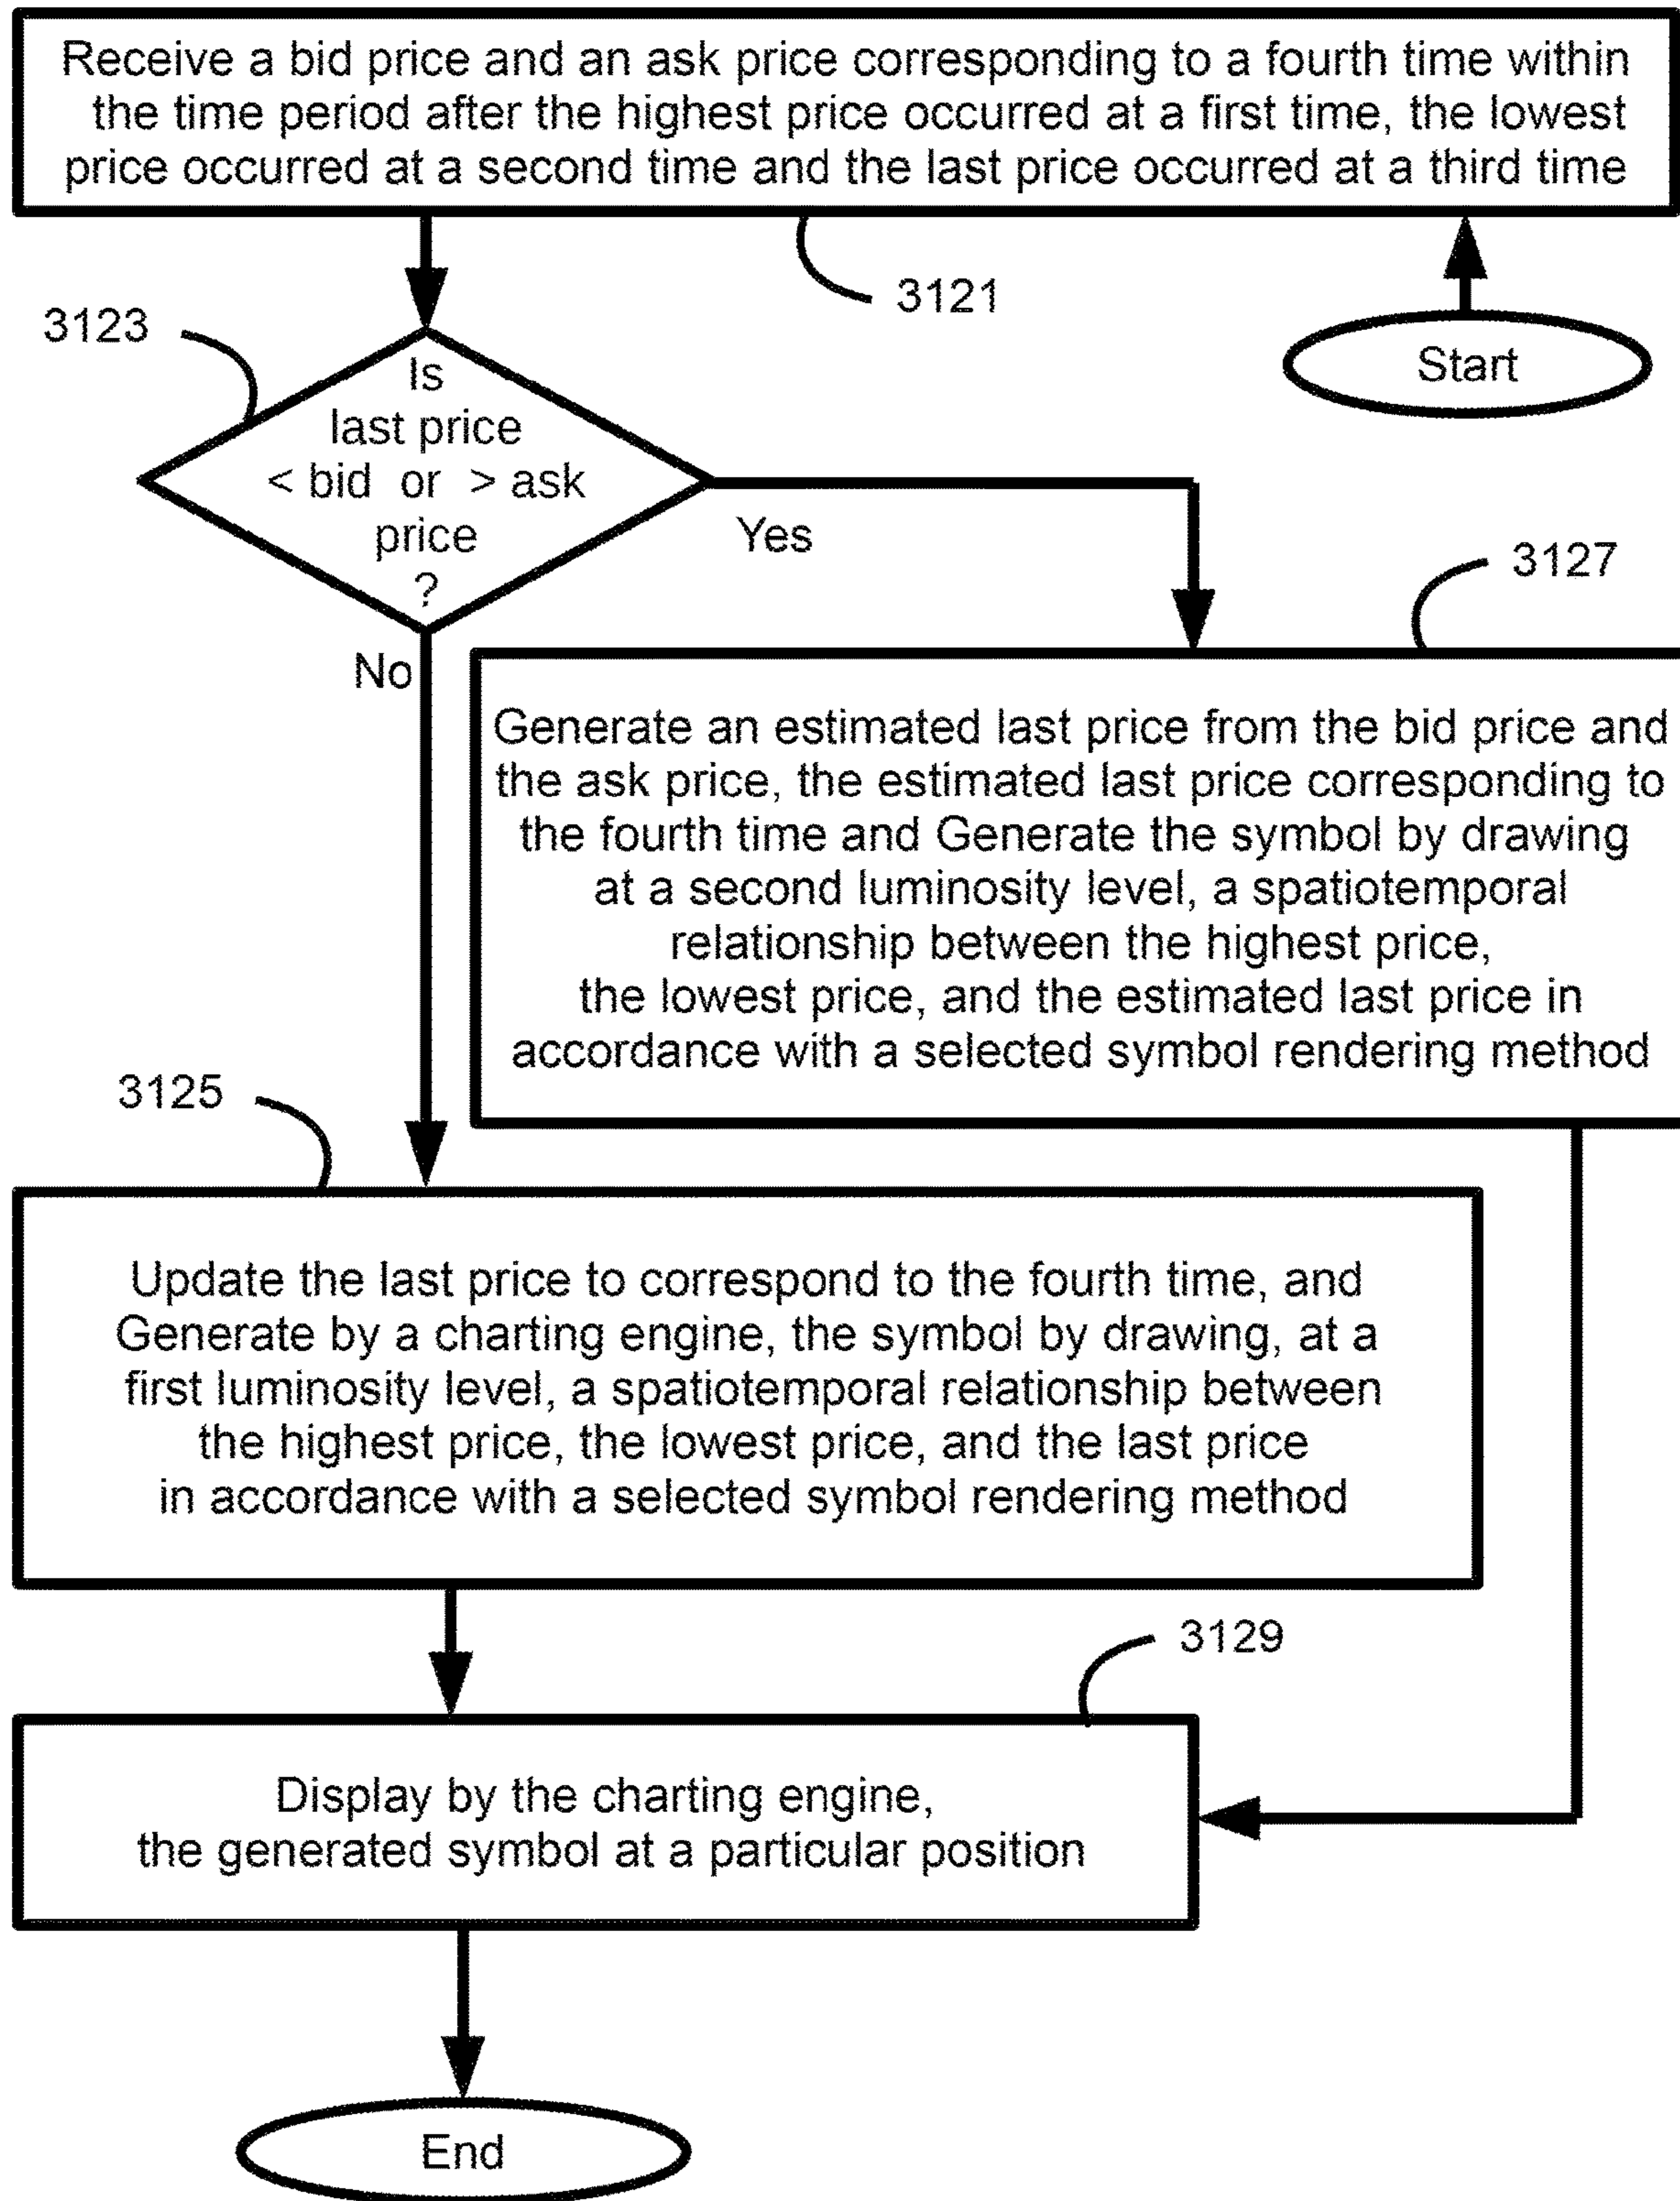 Receive a bid price and an ask price corresponding to a fourth time within
the time period after the highest price occurred at a first time, the lowest
price occurred at a second time and the last price occurred at a third time
3121
Start
3123
Is
last price
< bid or > ask
price
?
Yes
No
3127
Generate an estimated last price from the bid price and
the ask price, the estimated last price corresponding to
the fourth time and Generate the symbol by drawing
at a second luminosity level, a spatiotemporal
relationship between the highest price,
the lowest price, and the estimated last price in
accordance with a selected symbol rendering method
3125
Update the last price to correspond to the fourth time, and
Generate by a charting engine, the symbol by drawing, at a
first luminosity level, a spatiotemporal relationship between
the highest price, the lowest price, and the last price
in accordance with a selected symbol rendering method
3129
Display by the charting engine,
the generated symbol at a particular position
End